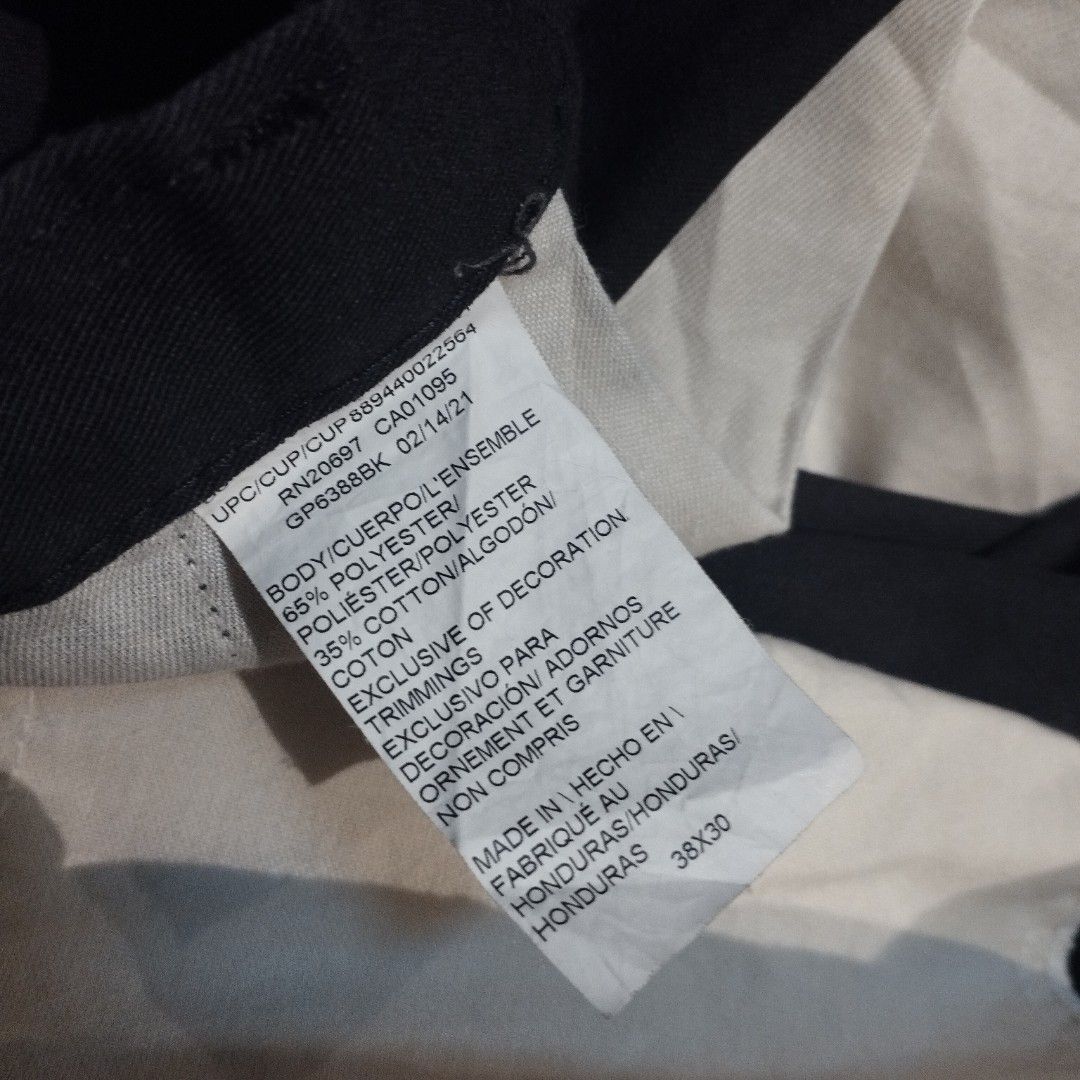 UPC/CUP/CUP 889440022564
RN20697 CA01095
GP6388BK 02/14/21
BODY/CUERPO/L'ENSEMBLE
65% POLYESTER/
POLIÉSTER/POLYESTER
35% COTTON/ALGODÓN/
COTON
EXCLUSIVE OF DECORATION
TRIMMINGS
EXCLUSIVO PARA
DECORACIÓN/ ADORNOS
ORNEMENT ET GARNITURE
NON COMPRIS
MADE IN \ HECHO EN \
FABRIQUÉ AU
HONDURAS/HONDURAS/
HONDURAS 38X30